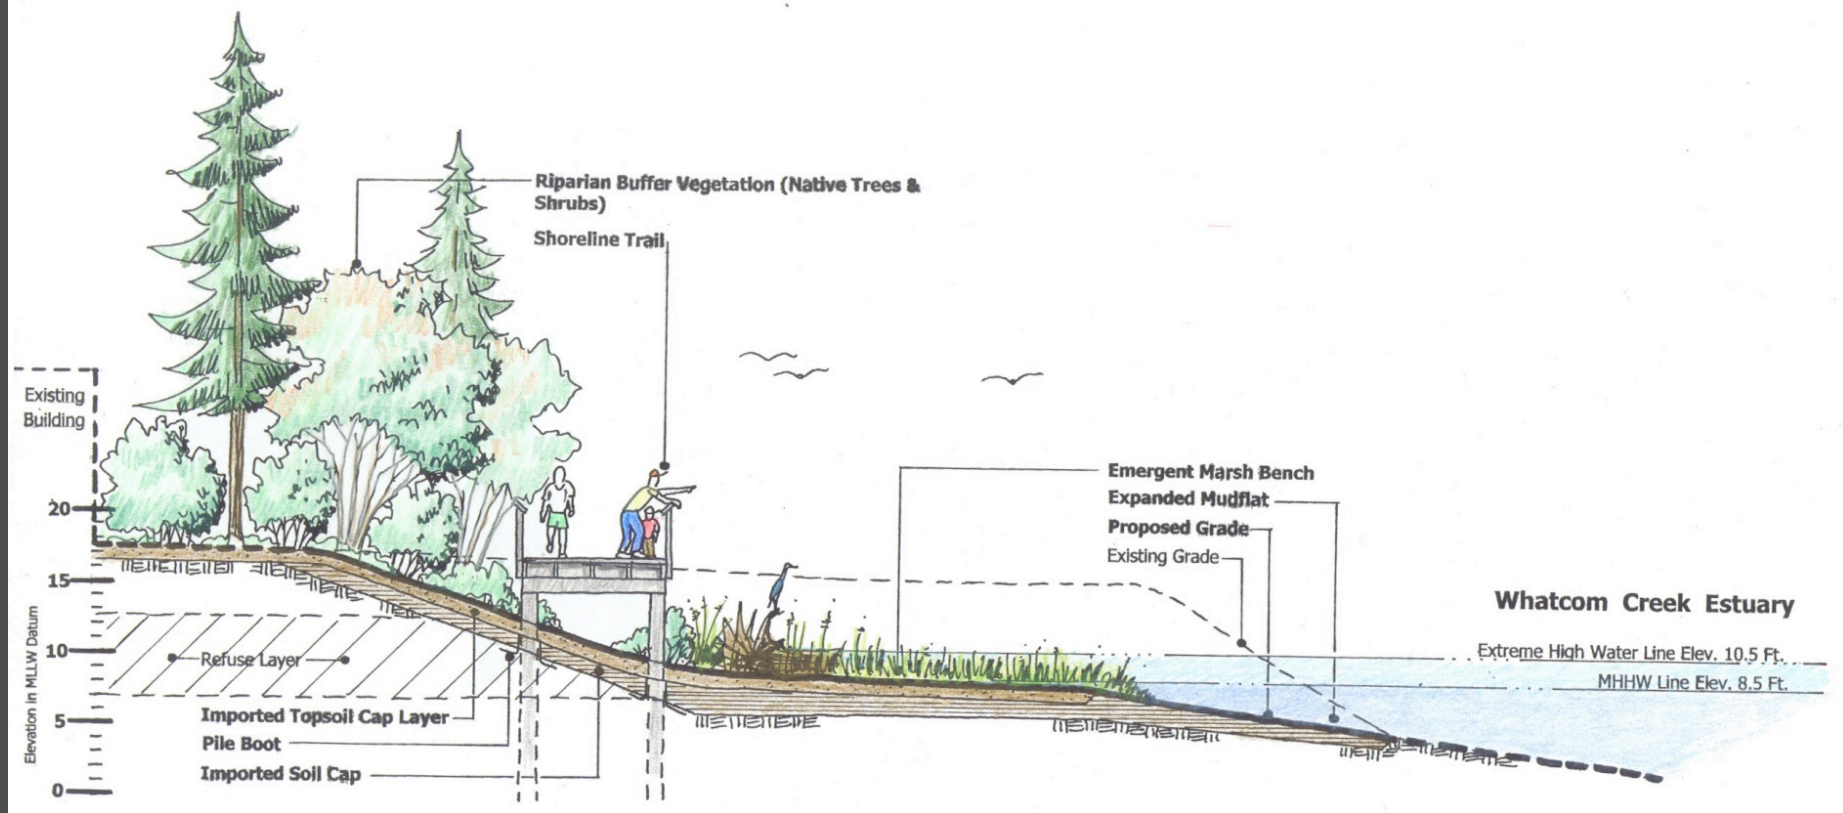 Riparian Buffer Vegetation (Native Trees &
Shrubs)
Shoreline Trail
Existing
Building
Emergent Marsh Bench
Expanded Mudflat
Proposed Grade
Existing Grade
Whatcom Creek Estuary
Extreme High Water Line Elev. 10.5 Ft.
MHHW Line Elev. 8.5 Ft.
20
15
10
5
0
Elevation in MLLW Datum
Refuse Layer
Imported Topsoil Cap Layer
Pile Boot
Imported Soil Cap